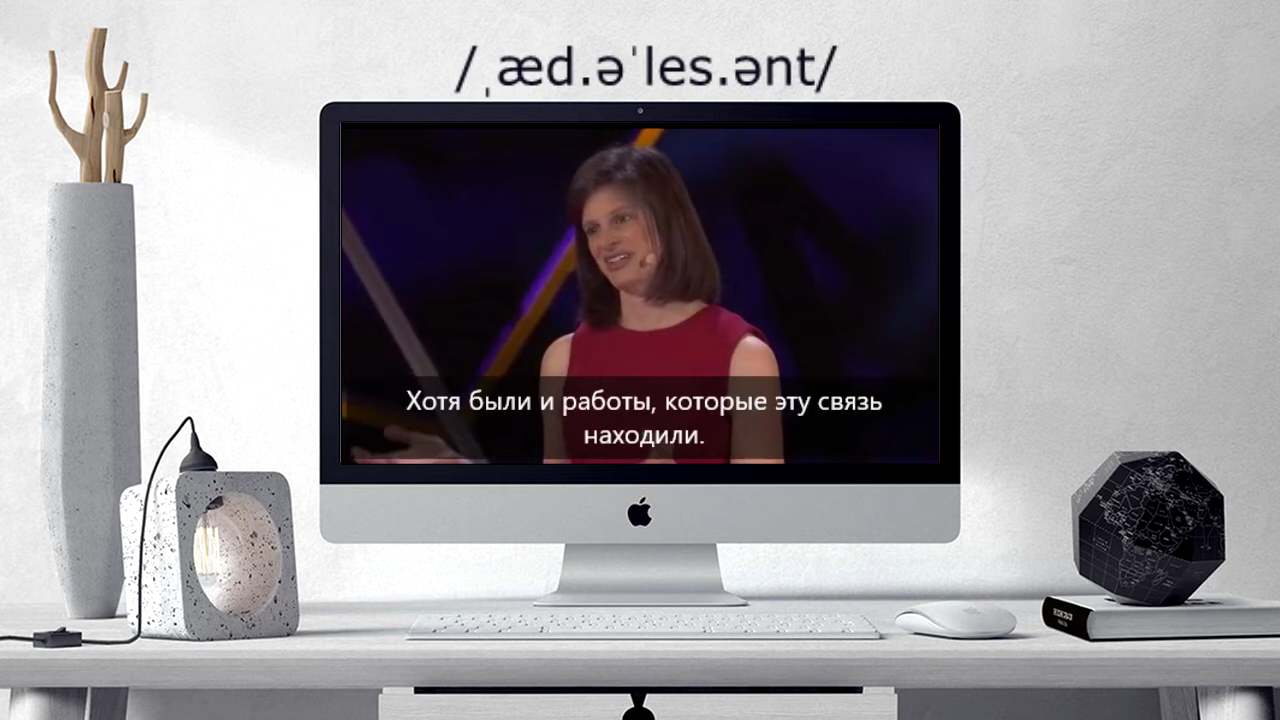 /ˌæd.əˈles.ənt/
Хотя были и работы, которые эту связь
находили.